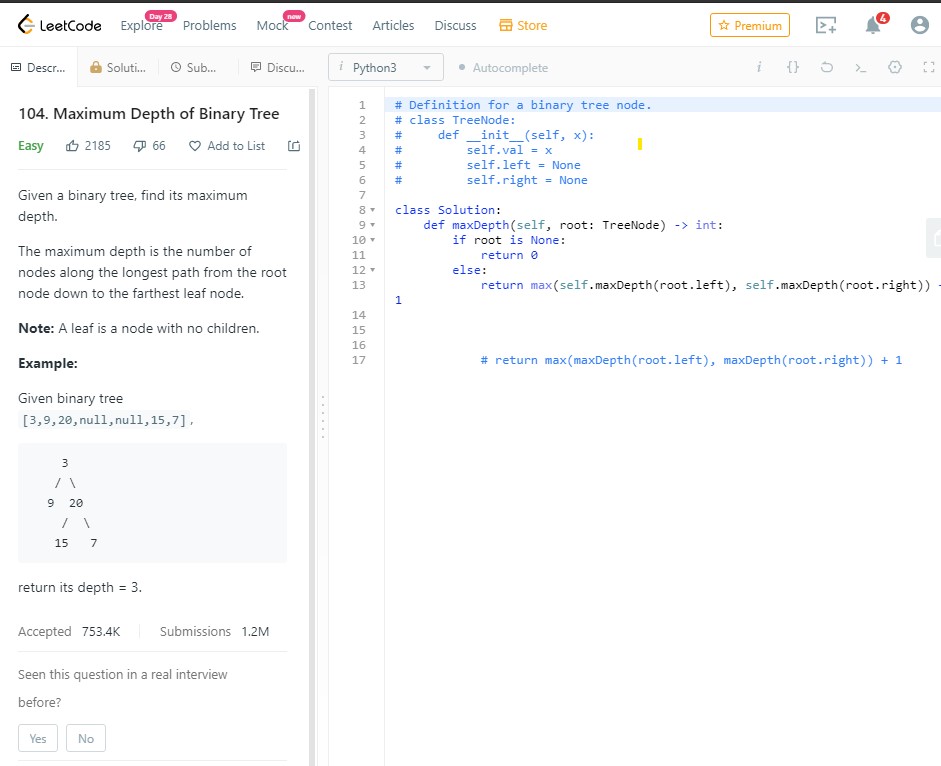 LeetCode
Explore
Day 28
Problems
Mock
new
Contest
Articles
Discuss
Store
Premium
4
Descr...
Soluti...
Sub...
Discu...
i Python3
Autocomplete
104. Maximum Depth of Binary Tree
Easy
2185
66
Add to List
Given a binary tree, find its maximum
depth.
The maximum depth is the number of
nodes along the longest path from the root
node down to the farthest leaf node.
Note: A leaf is a node with no children.
Example:
Given binary tree
[3,9,20,null,null,15,7],
3
/ \
9 20
/ \
15 7
return its depth = 3.
Accepted 753.4K
Submissions 1.2M
Seen this question in a real interview
before?
Yes
No
1 # Definition for a binary tree node.
2 # class TreeNode:
3 #     def __init__(self, x):
4 #         self.val = x
5 #         self.left = None
6 #         self.right = None
7
8 class Solution:
9     def maxDepth(self, root: TreeNode) -> int:
10         if root is None:
11             return 0
12         else:
13             return max(self.maxDepth(root.left), self.maxDepth(root.right))
1
14
15
16
17             # return max(maxDepth(root.left), maxDepth(root.right)) + 1